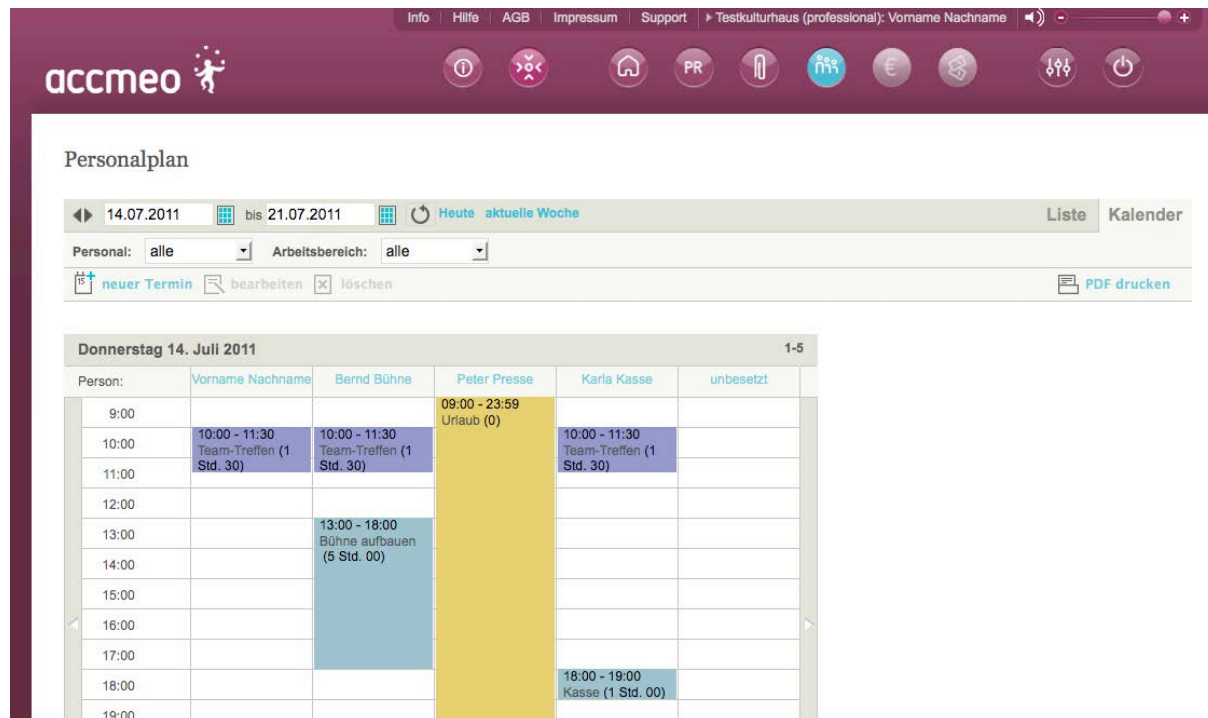 Info Hilfe AGB Impressum Support Testkulturhaus (professional): Vorname Nachname
accmeo
PR
€
Personalplan
14.07.2011 bis 21.07.2011 Heute aktuelle Woche Liste Kalender
Personal: alle Arbeitsbereich: alle
15 neuer Termin bearbeiten löschen PDF drucken
Donnerstag 14. Juli 2011 1-5
Person: Vorname Nachname Bernd Bühne Peter Presse Karla Kasse unbesetzt
9:00
09:00 - 23:59
Urlaub (0)
10:00
10:00 - 11:30
Team-Treffen (1
Std. 30)
10:00 - 11:30
Team-Treffen (1
Std. 30)
10:00 - 11:30
Team-Treffen (1
Std. 30)
11:00
12:00
13:00
13:00 - 18:00
Bühne aufbauen
(5 Std. 00)
14:00
15:00
16:00
17:00
18:00
18:00 - 19:00
Kasse (1 Std. 00)
19:00